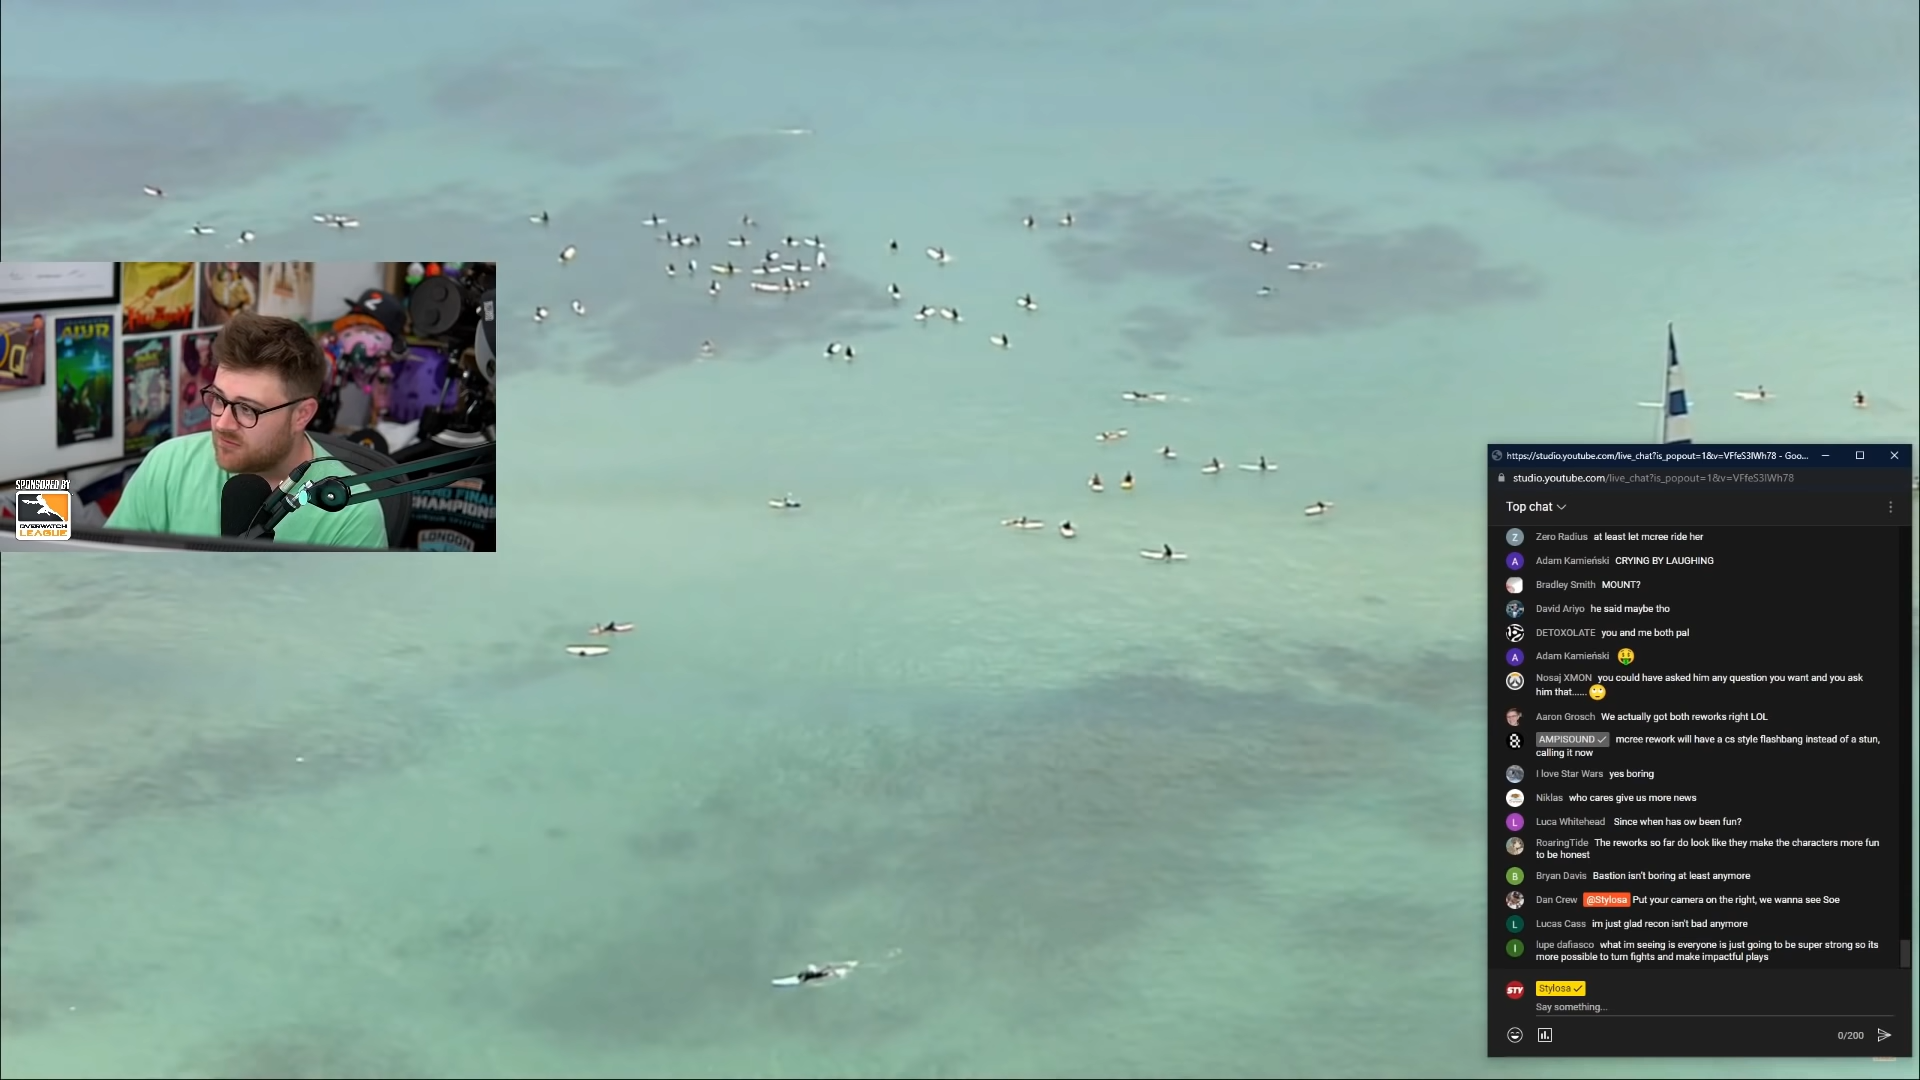 SPONSORED BY
OVERWATCH
LEAGUE
GRAND FINAL
CHAMPIONS
LONDON
https://studio.youtube.com/live_chat?is_popout=1&v=VFfeS3lWh78 - Goo...
studio.youtube.com/live_chat?is_popout=1&v=VFfeS3lWh78
Top chat
Z Zero Radius at least let mcree ride her
A Adam Kamieński CRYING BY LAUGHING
Bradley Smith MOUNT?
David Ariyo he said maybe tho
DETOXOLATE you and me both pal
A Adam Kamieński 🤑
Nosaj XMON you could have asked him any question you want and you ask
him that...... 🙄
Aaron Grosch We actually got both reworks right LOL
AMPISOUND ✓ mcree rework will have a cs style flashbang instead of a stun,
calling it now
I love Star Wars yes boring
Niklas who cares give us more news
L Luca Whitehead Since when has ow been fun?
RoaringTide The reworks so far do look like they make the characters more fun
to be honest
B Bryan Davis Bastion isn't boring at least anymore
Dan Crew @Stylosa Put your camera on the right, we wanna see Soe
L Lucas Cass im just glad recon isn't bad anymore
l lupe dafiasco what im seeing is everyone is just going to be super strong so its
more possible to turn fights and make impactful plays
STY Stylosa ✓
Say something...
0/200